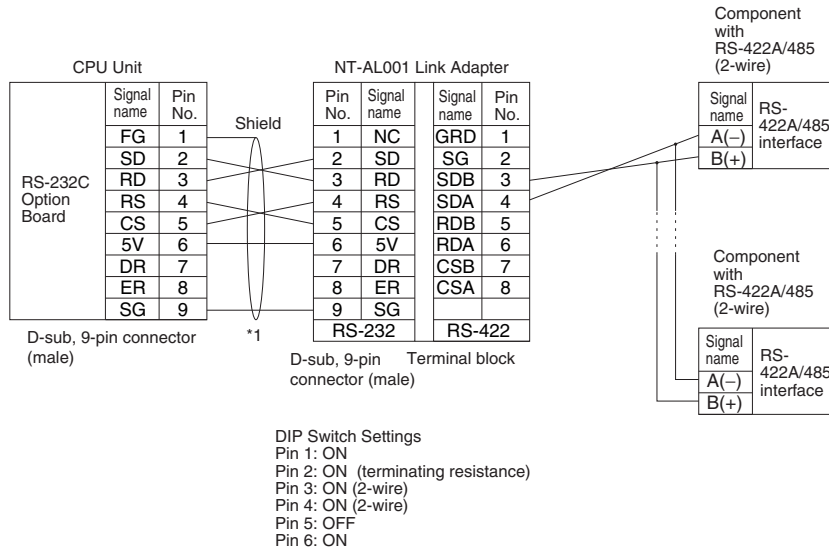 Component
with
RS-422A/485
(2-wire)
CPU Unit
NT-AL001 Link Adapter
Signal name Pin No.
Shield
Pin No. Signal name Signal name Pin No.
Signal name RS-422A/485 interface
RS-232C Option Board
FG 1
SD 2
RD 3
RS 4
CS 5
5V 6
DR 7
ER 8
SG 9
1 NC GRD 1
2 SD SG 2
3 RD SDB 3
4 RS SDA 4
5 CS RDB 5
6 5V RDA 6
7 DR CSB 7
8 ER CSA 8
9 SG
RS-232 RS-422
A(−)
B(+)
*1
D-sub, 9-pin connector
(male)
D-sub, 9-pin
connector (male)
Terminal block
Component
with
RS-422A/485
(2-wire)
Signal name RS-422A/485 interface
A(−)
B(+)
DIP Switch Settings
Pin 1: ON
Pin 2: ON (terminating resistance)
Pin 3: ON (2-wire)
Pin 4: ON (2-wire)
Pin 5: OFF
Pin 6: ON